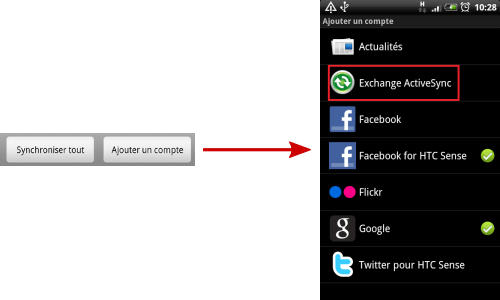 Synchroniser tout
Ajouter un compte
H
10:28
Ajouter un compte
Actualités
Exchange ActiveSync
Facebook
Facebook for HTC Sense
Flickr
Google
Twitter pour HTC Sense